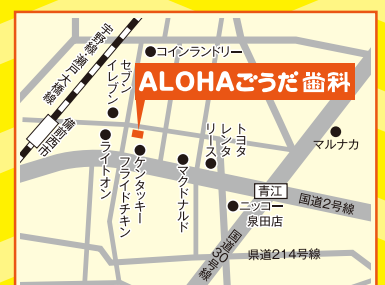 宇野線 瀬戸大橋線
備前西市
セブン
イレブン
コインランドリー
ALOHAごうだ歯科
ライトオン
ケンタッキー
フライドチキン
マクドナルド
トヨタ
レンタ
リース
マルナカ
青江
ニッコー
泉田店
国道2号線
国道30号線
県道214号線